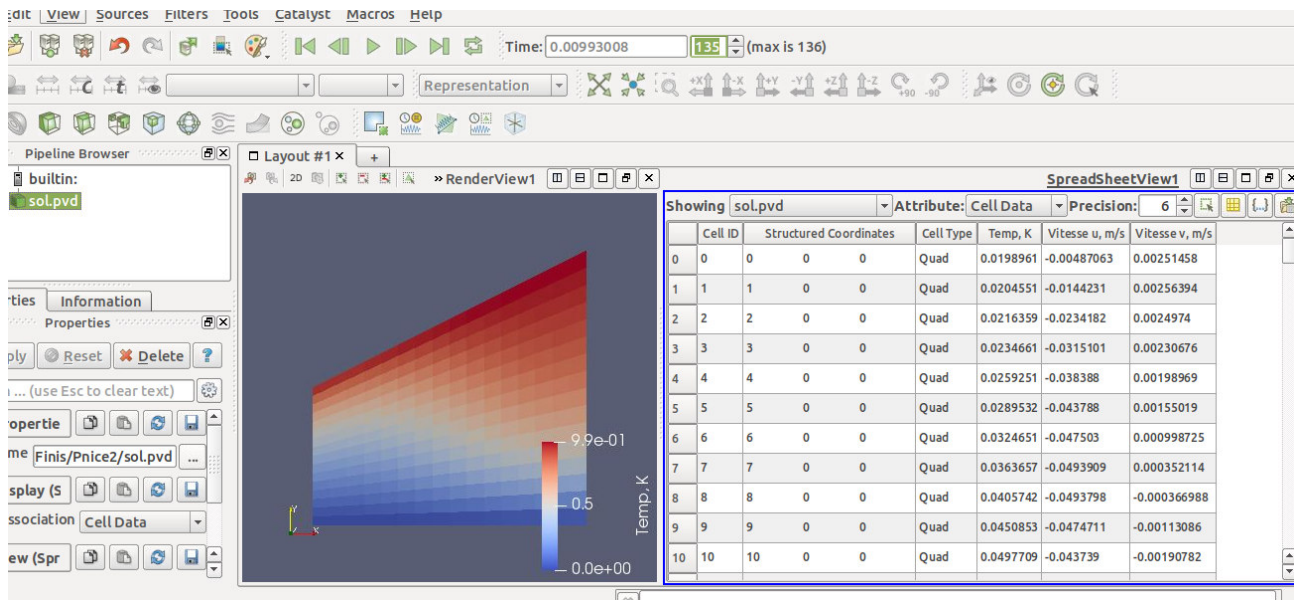 View Sources Filters Tools Catalyst Macros Help
Time: 0.00993008 135 (max is 136)
Representation
+X -X +Y -Y +Z -Z +90 -90
Pipeline Browser
builtin:
sol.pvd
Information
Properties
Reset Delete ?
... (use Esc to clear text)
Finis/Pnice2/sol.pvd ...
Cell Data
Layout #1 +
2D » RenderView1
9.9e-01
0.5
0.0e+00
Temp, K
Y
X
SpreadSheetView1
Showing sol.pvd Attribute: Cell Data Precision: 6 {..}
Cell ID Structured Coordinates Cell Type Temp, K Vitesse u, m/s Vitesse v, m/s
0 0 0 0 0 Quad 0.0198961 -0.00487063 0.00251458
1 1 1 0 0 Quad 0.0204551 -0.0144231 0.00256394
2 2 2 0 0 Quad 0.0216359 -0.0234182 0.0024974
3 3 3 0 0 Quad 0.0234661 -0.0315101 0.00230676
4 4 4 0 0 Quad 0.0259251 -0.038388 0.00198969
5 5 5 0 0 Quad 0.0289532 -0.043788 0.00155019
6 6 6 0 0 Quad 0.0324651 -0.047503 0.000998725
7 7 7 0 0 Quad 0.0363657 -0.0493909 0.000352114
8 8 8 0 0 Quad 0.0405742 -0.0493798 -0.000366988
9 9 9 0 0 Quad 0.0450853 -0.0474711 -0.00113086
10 10 10 0 0 Quad 0.0497709 -0.043739 -0.00190782